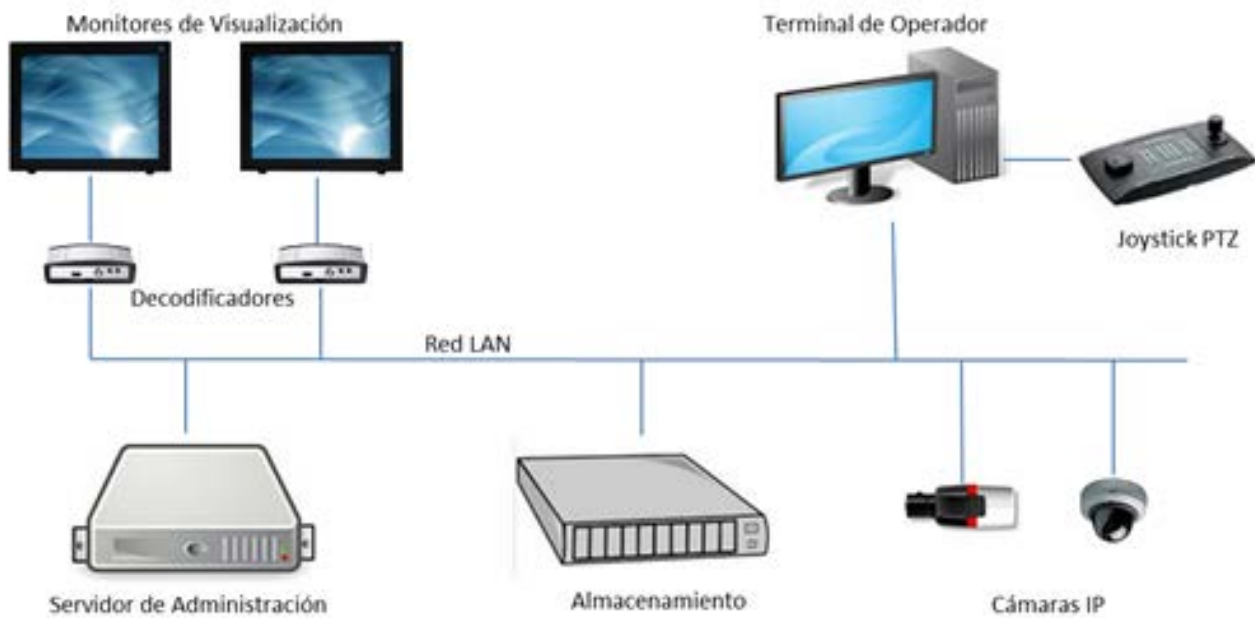 Monitores de Visualización
Terminal de Operador
Joystick PTZ
Decodificadores
Red LAN
Servidor de Administración
Almacenamiento
Cámaras IP